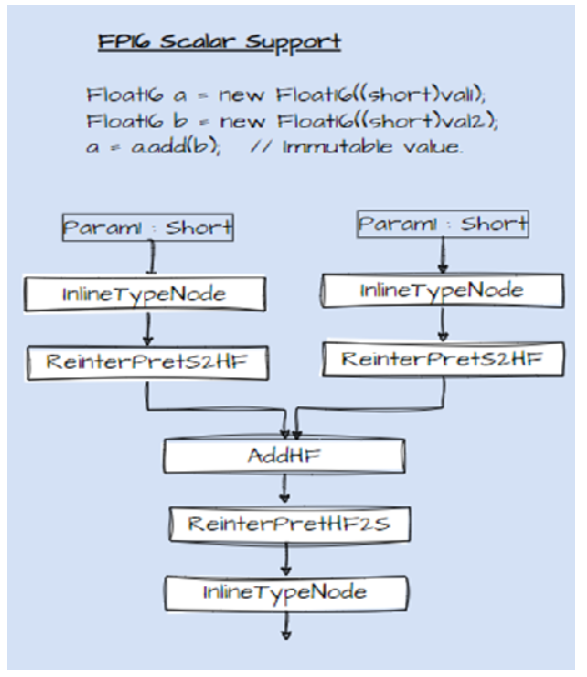 FP16 Scalar Support
Float16 a = new Float16((short)val1);
Float16 b = new Float16((short)val2);
a = a.add(b); // Immutable value.
Param1 : Short
Param1 : Short
InlineTypeNode
InlineTypeNode
ReinterPretS2HF
ReinterPretS2HF
AddHF
ReinterPretHF2S
InlineTypeNode